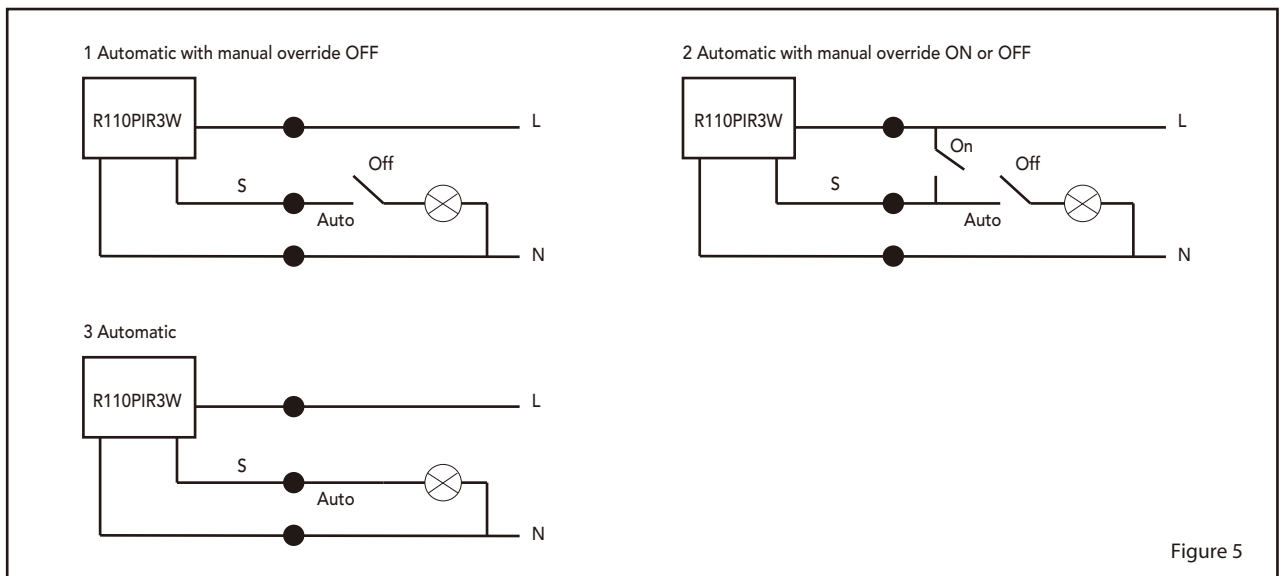 1 Automatic with manual override OFF
R110PIR3W
L
Off
S
Auto
N
2 Automatic with manual override ON or OFF
R110PIR3W
L
On
Off
S
Auto
N
3 Automatic
R110PIR3W
L
S
Auto
N
Figure 5